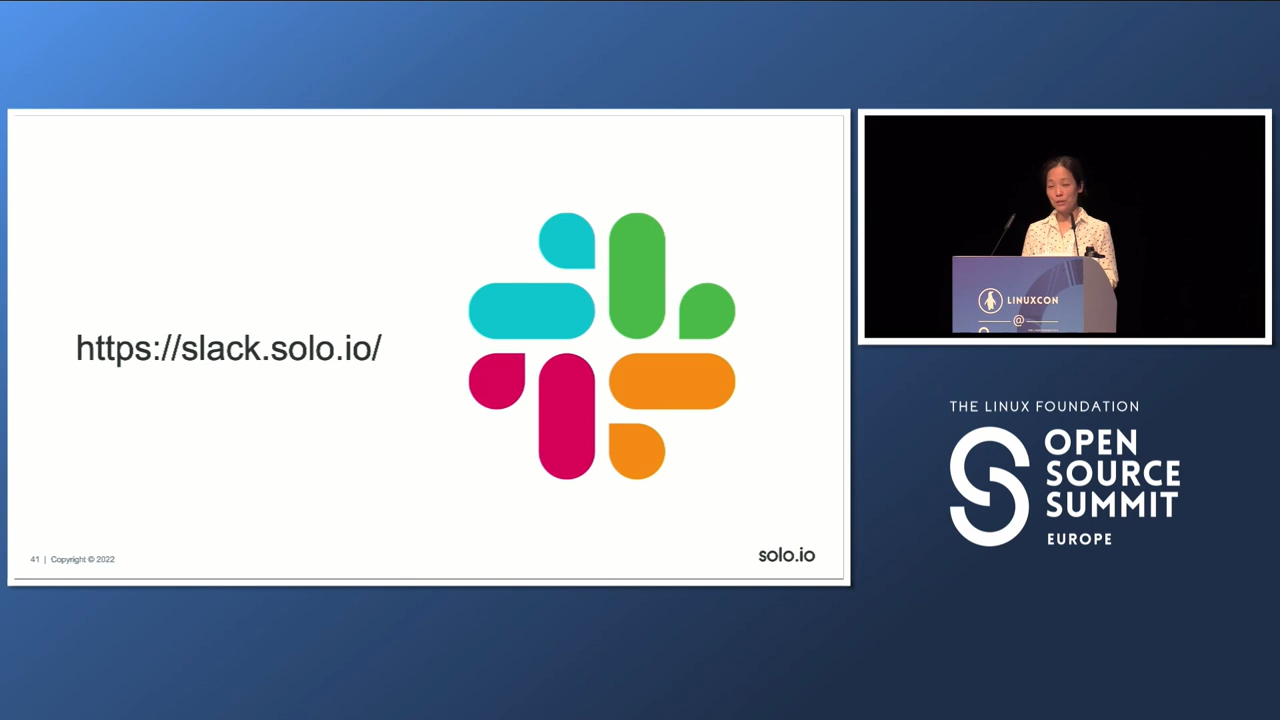 https://slack.solo.io/
41 | Copyright © 2022
solo.io
LINUXCON
@
THE LINUX FOUNDATION
OPEN
SOURCE
SUMMIT
EUROPE